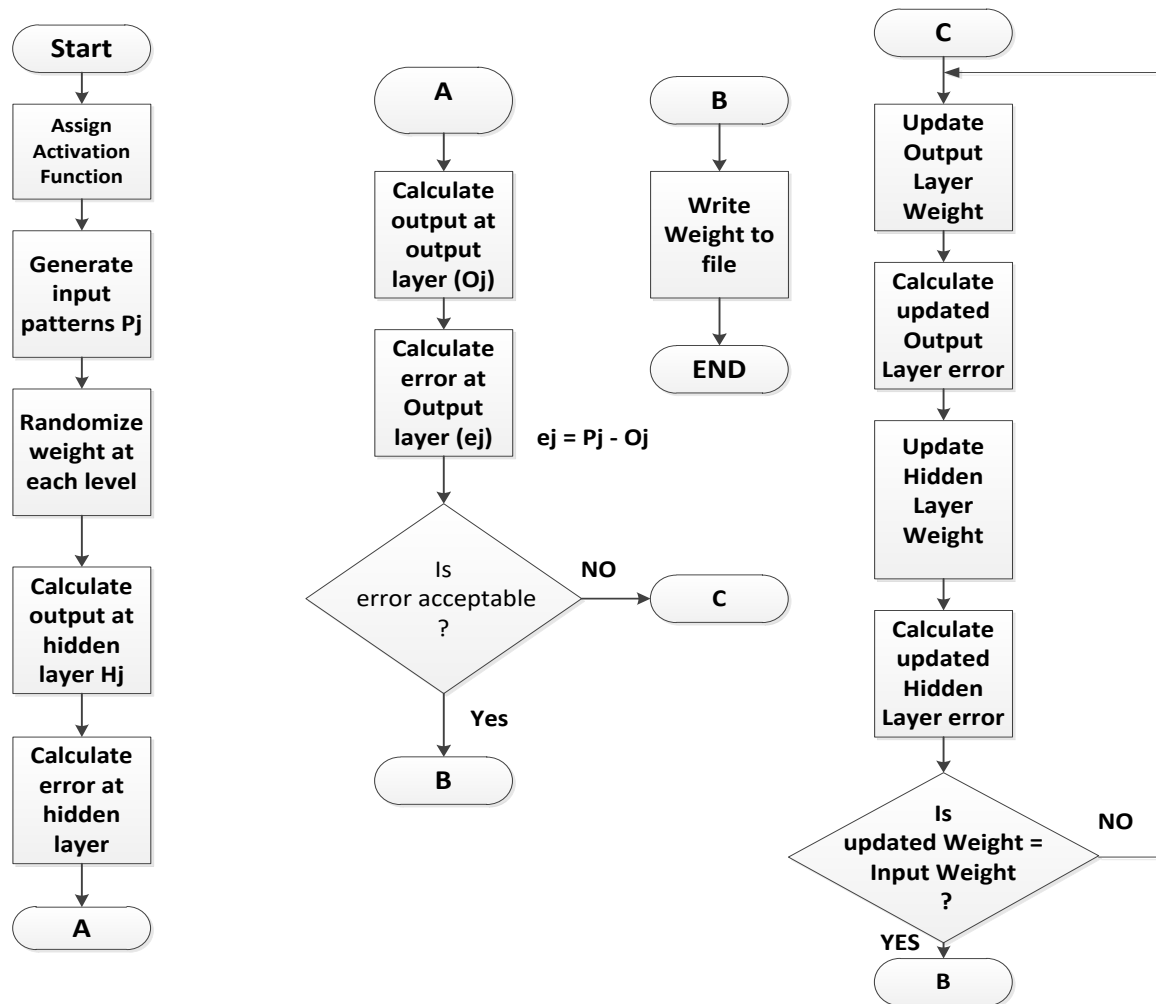 Start
Assign
Activation
Function
Generate
input
patterns Pj
Randomize
weight at
each level
Calculate
output at
hidden
layer Hj
Calculate
error at
hidden
layer
A
A
Calculate
output at
output
layer (Oj)
Calculate
error at
Output
layer (ej)
ej = Pj - Oj
Is
error acceptable
?
NO
C
Yes
B
B
Write
Weight to
file
END
C
Update
Output
Layer
Weight
Calculate
updated
Output
Layer error
Update
Hidden
Layer
Weight
Calculate
updated
Hidden
Layer error
Is
updated Weight =
Input Weight
?
NO
YES
B